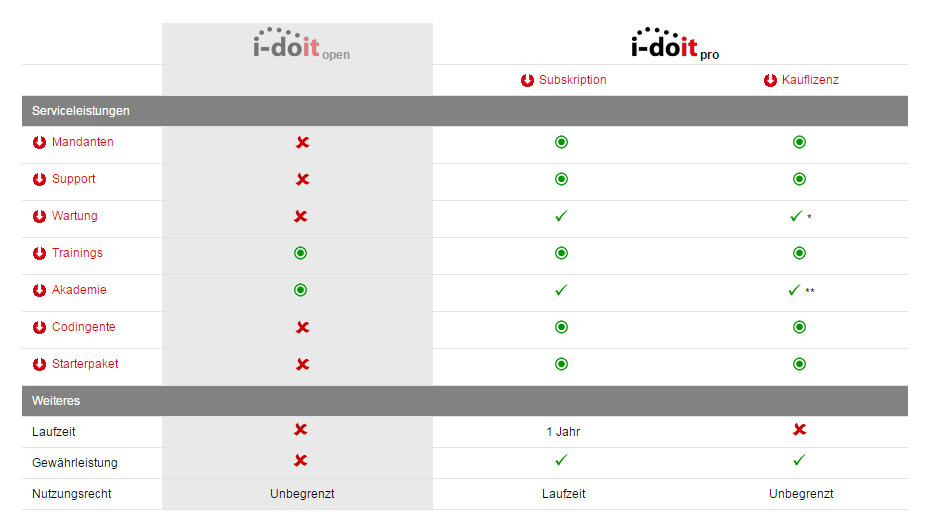 i-doit open i-doit pro
Subskription Kauflizenz
Serviceleistungen
Mandanten
Support
Wartung *
Trainings
Akademie **
Codingente
Starterpaket
Weiteres
Laufzeit 1 Jahr
Gewährleistung
Nutzungsrecht Unbegrenzt Laufzeit Unbegrenzt